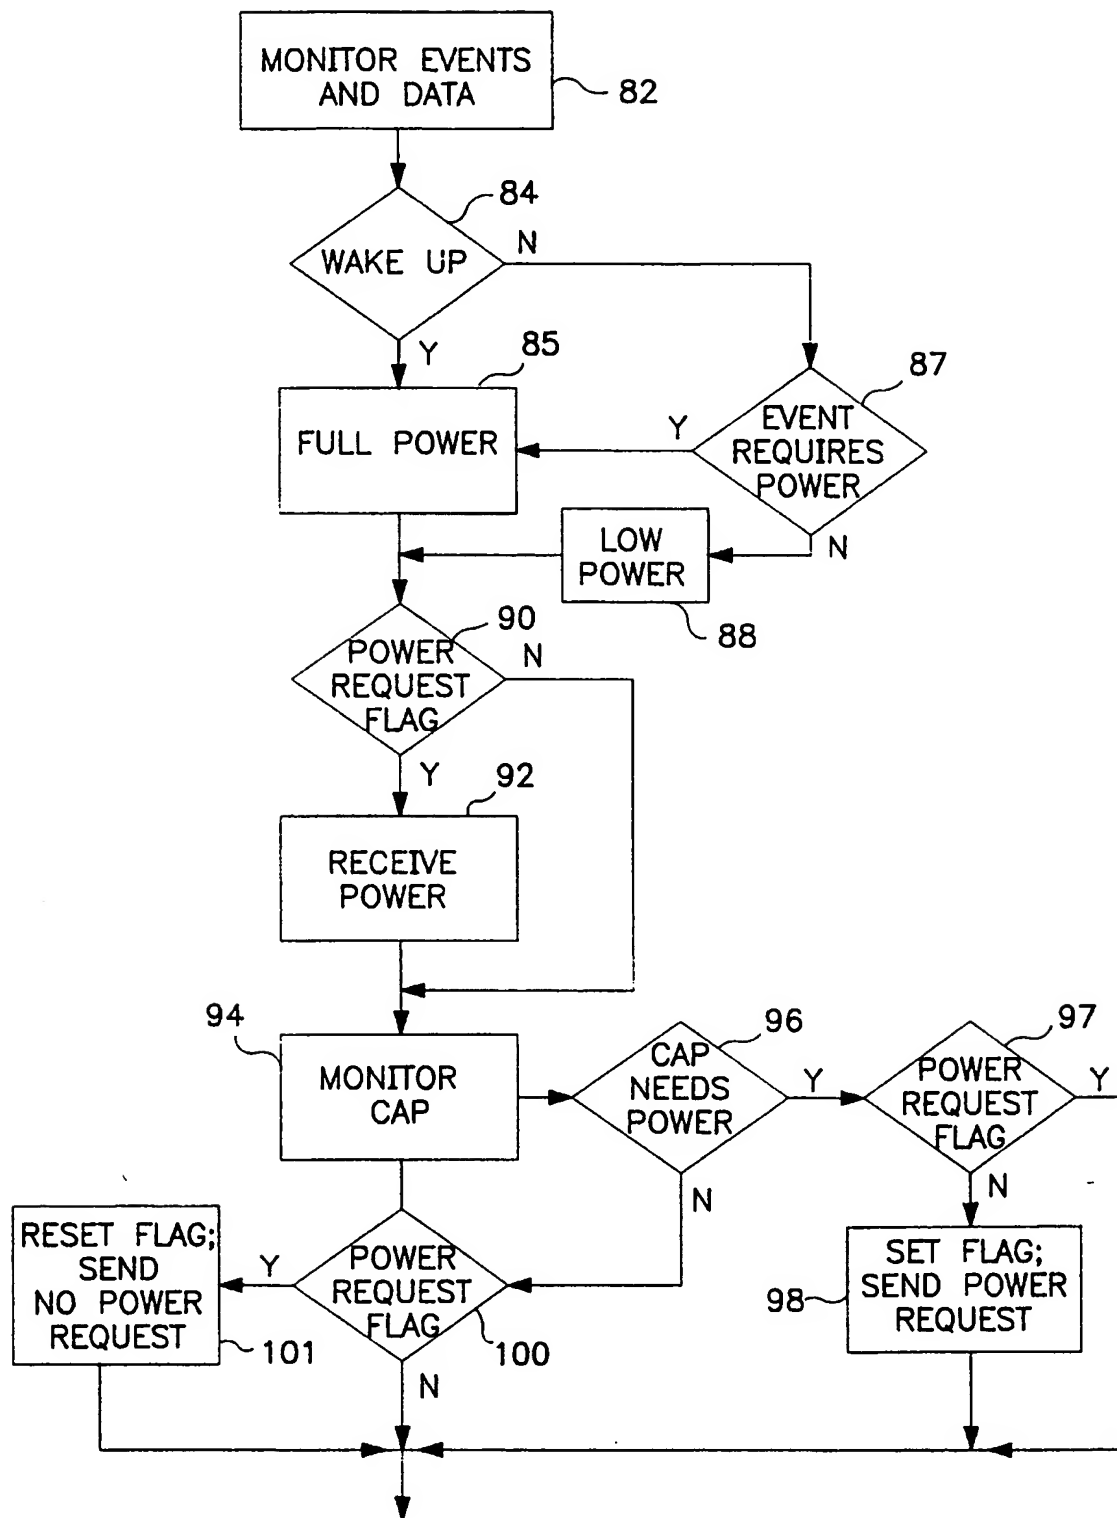 MONITOR EVENTS
AND DATA
82
84
WAKE UP
N
Y
85
87
FULL POWER
Y
EVENT
REQUIRES
POWER
N
LOW
POWER
88
90
POWER
REQUEST
FLAG
N
Y
92
RECEIVE
POWER
94
MONITOR
CAP
96
CAP
NEEDS
POWER
Y
N
97
POWER
REQUEST
FLAG
Y
N
RESET FLAG;
SEND
NO POWER
REQUEST
101
Y
POWER
REQUEST
FLAG
100
N
98
SET FLAG;
SEND POWER
REQUEST